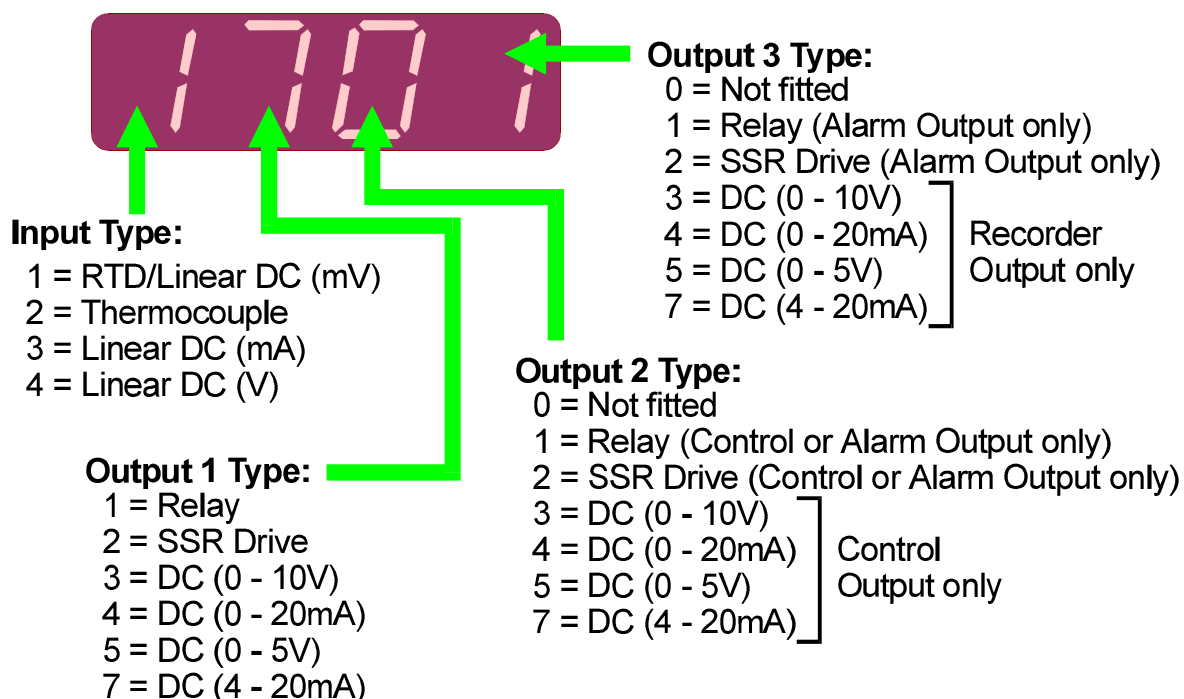 1701
Output 3 Type:
0 = Not fitted
1 = Relay (Alarm Output only)
2 = SSR Drive (Alarm Output only)
3 = DC (0 - 10V)
4 = DC (0 - 20mA)
5 = DC (0 - 5V)
7 = DC (4 - 20mA)
Recorder
Output only
Input Type:
1 = RTD/Linear DC (mV)
2 = Thermocouple
3 = Linear DC (mA)
4 = Linear DC (V)
Output 2 Type:
0 = Not fitted
1 = Relay (Control or Alarm Output only)
2 = SSR Drive (Control or Alarm Output only)
3 = DC (0 - 10V)
4 = DC (0 - 20mA)
5 = DC (0 - 5V)
7 = DC (4 - 20mA)
Control
Output only
Output 1 Type:
1 = Relay
2 = SSR Drive
3 = DC (0 - 10V)
4 = DC (0 - 20mA)
5 = DC (0 - 5V)
7 = DC (4 - 20mA)